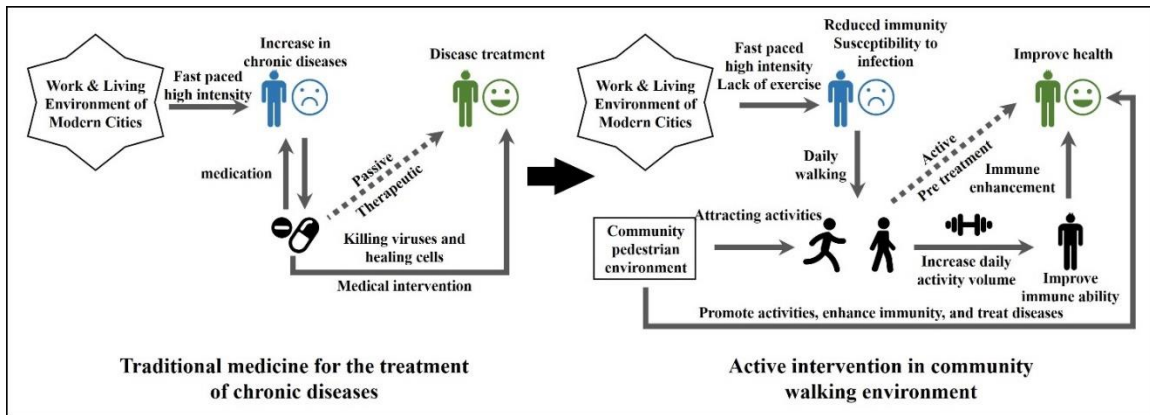 Work & Living
Environment of
Modern Citics
Fast paced
high intensity
Increase in
chronic diseases
Disease treatment
medication
Passive
Therapeutic
Killing viruses and
healing cells
Medical intervention
Traditional medicine for the treatment
of chronic diseases
Work & Living
Environment of
Modern Citics
Fast paced
high intensity
Lack of exercise
Reduced immunity
Susceptibility to
infection
Improve health
Daily
walking
Active
Pre treatment
Immune
enhancement
Community
pedestrian
environment
Attracting activities
Increase daily
activity volume
Improve
immune ability
Promote activities, enhance immunity, and treat diseases
Active intervention in community
walking environment